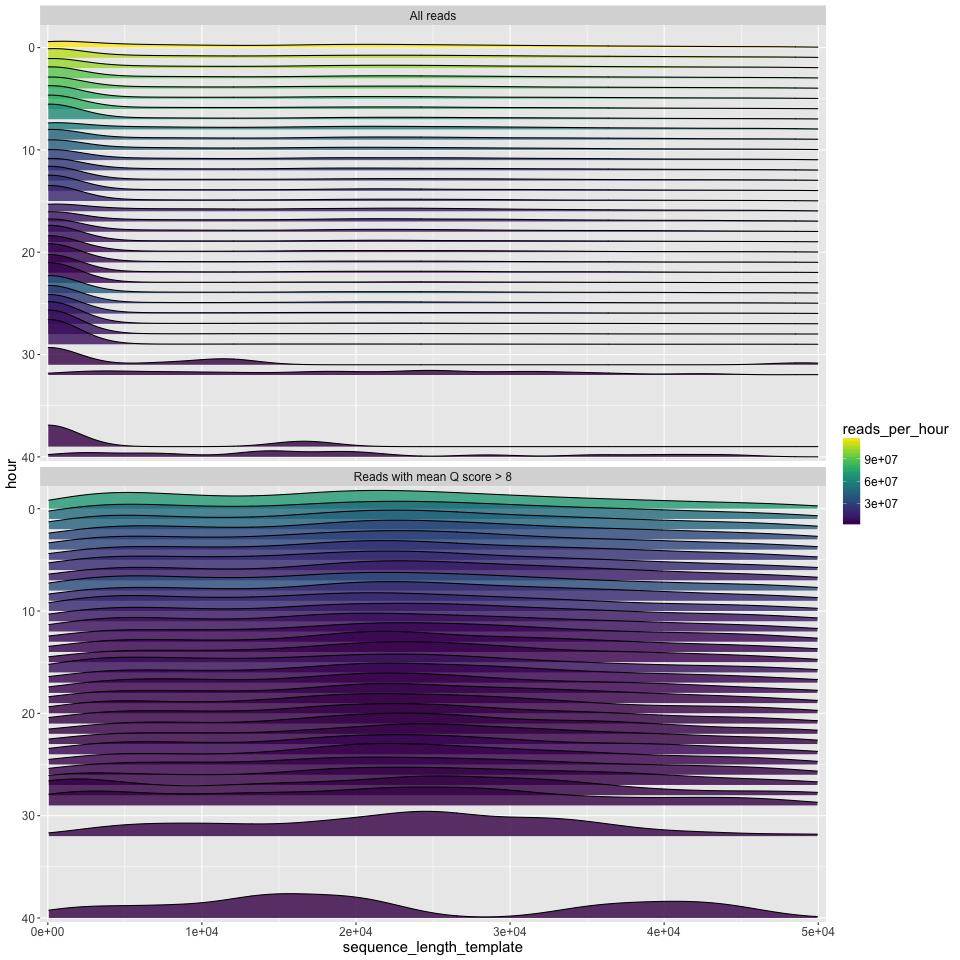 All reads
0
10
20
30
40
hour
Reads with mean Q score > 8
0
10
20
30
40
0e+00 1e+04 2e+04 3e+04 4e+04 5e+04
sequence_length_template
reads_per_hour
9e+07
6e+07
3e+07